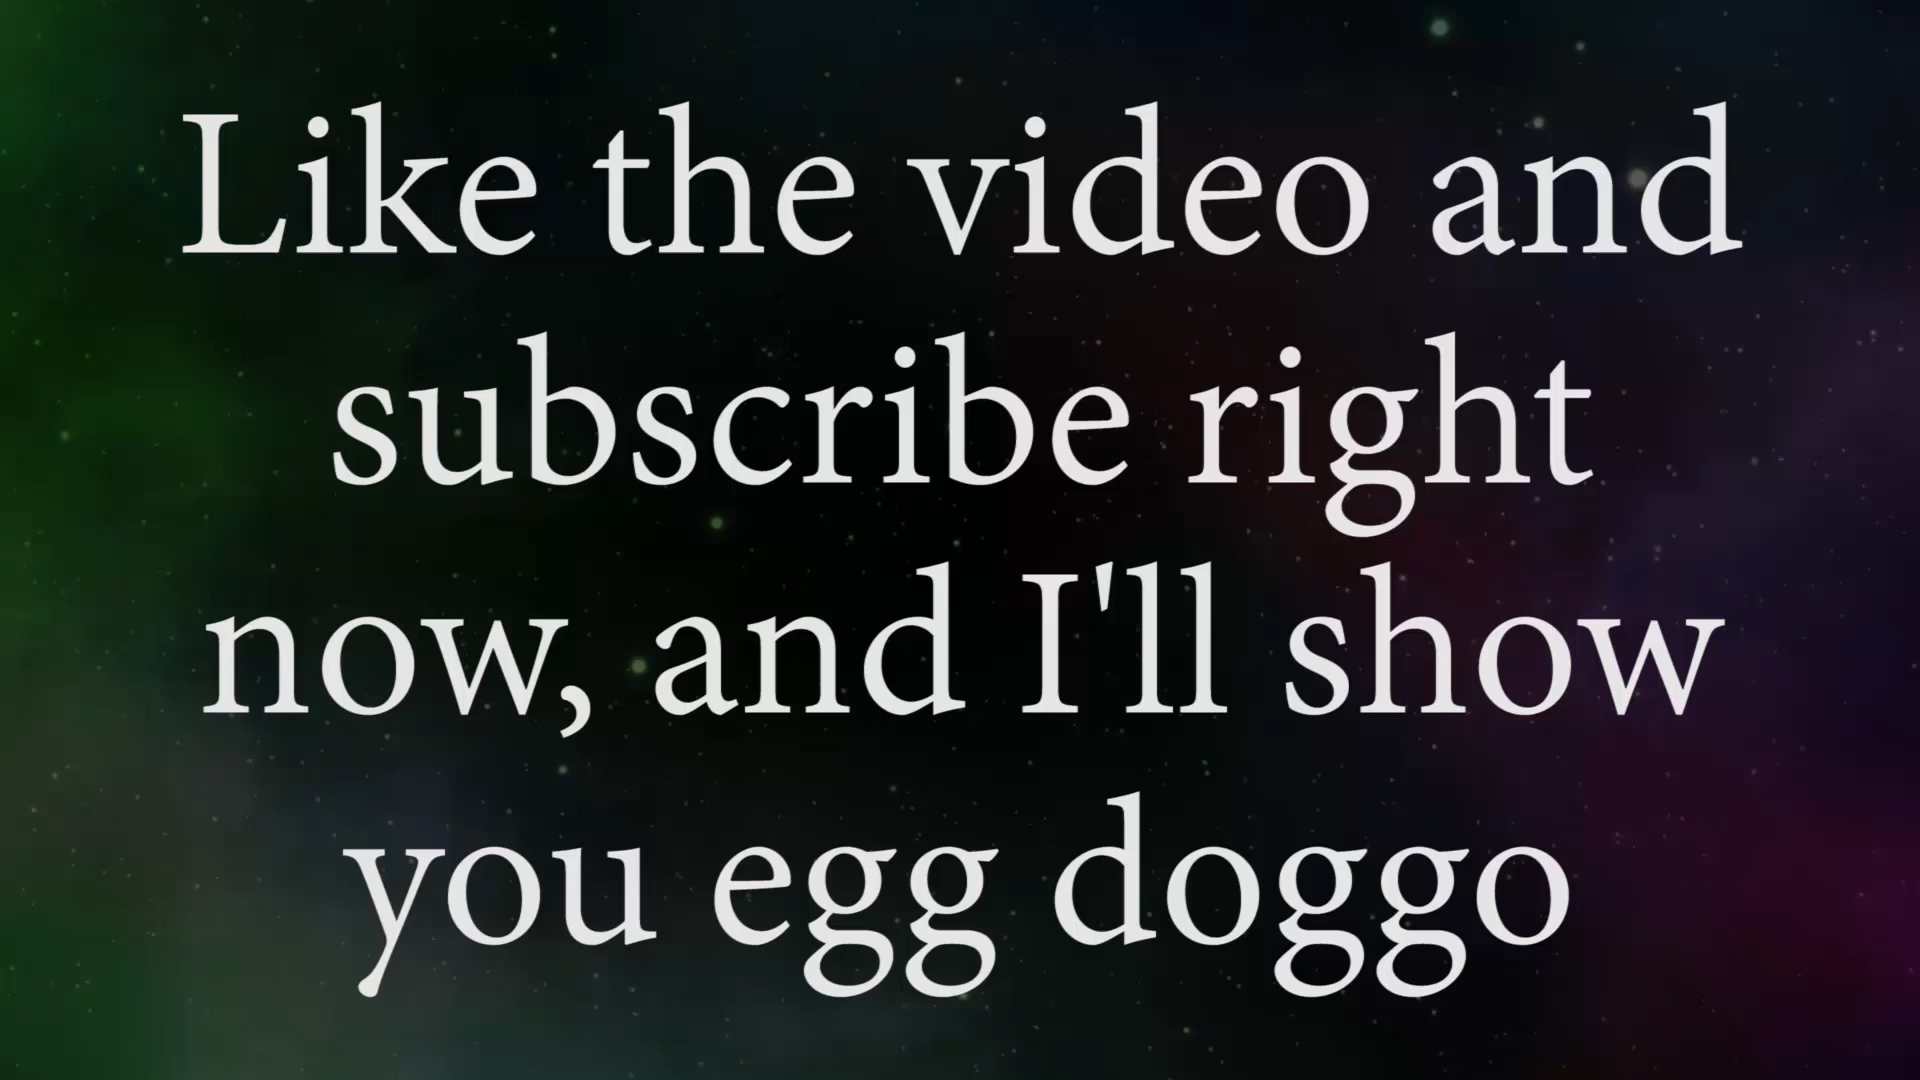 Like the video and
subscribe right
now, and I'll show
you egg doggo